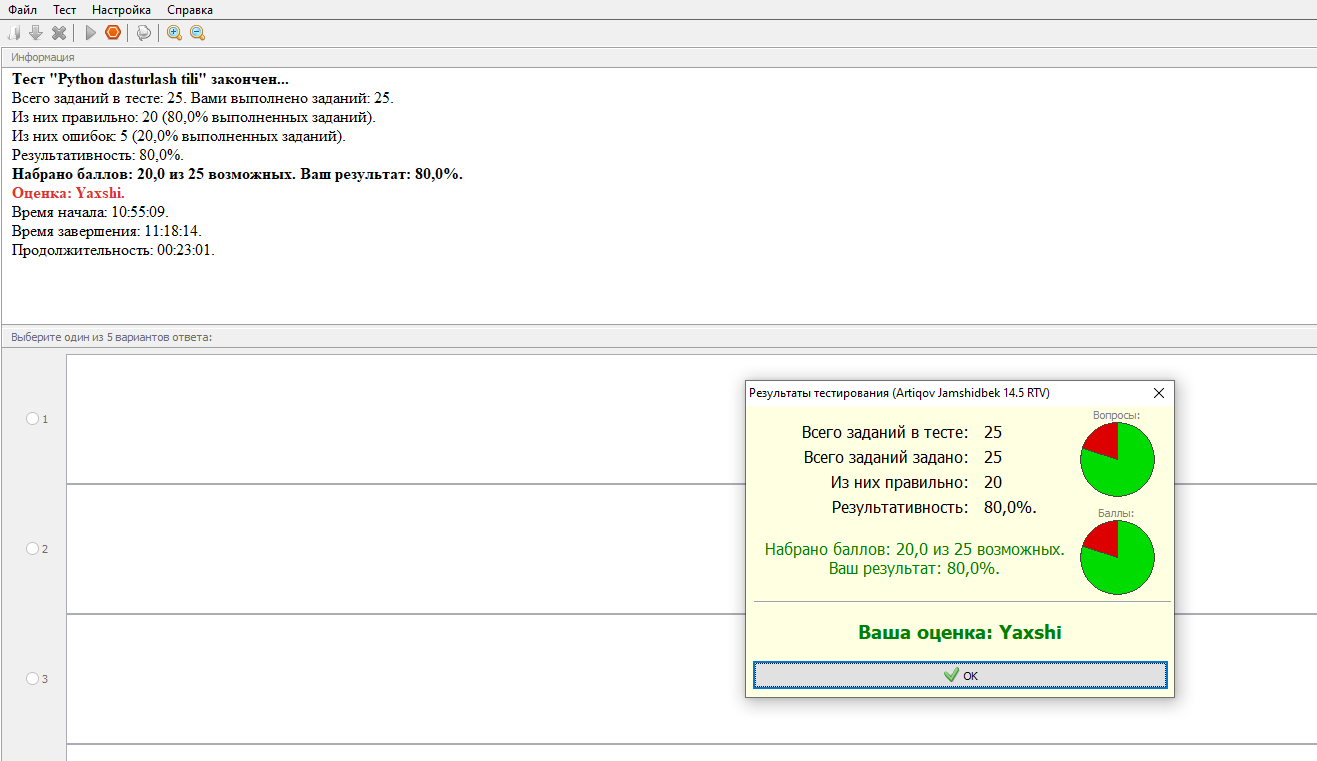 Файл Тест Настройка Справка
Информация
Тест "Python dasturlash tili" закончен...
Всего заданий в тесте: 25. Вами выполнено заданий: 25.
Из них правильно: 20 (80,0% выполненных заданий).
Из них ошибок: 5 (20,0% выполненных заданий).
Результативность: 80,0%.
Набрано баллов: 20,0 из 25 возможных. Ваш результат: 80,0%.
Оценка: Yaxshi.
Время начала: 10:55:09.
Время завершения: 11:18:14.
Продолжительность: 00:23:01.
Выберите один из 5 вариантов ответа:
1
2
3
Результаты тестирования (Artiqov Jamshidbek 14.5 RTV)
Вопросы:
Всего заданий в тесте: 25
Всего заданий задано: 25
Из них правильно: 20
Результативность: 80,0%.
Баллы:
Набрано баллов: 20,0 из 25 возможных.
Ваш результат: 80,0%.
Ваша оценка: Yaxshi
OK